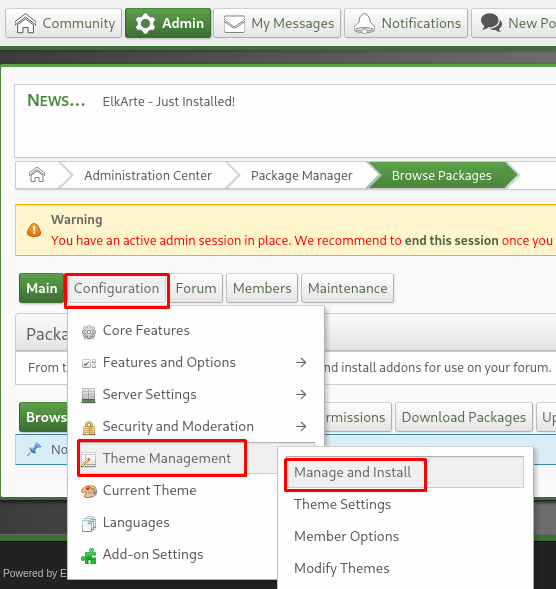 Community Admin My Messages Notifications New Po
NEWS... ElkArte - Just Installed!
Administration Center Package Manager Browse Packages
Warning
You have an active admin session in place. We recommend to end this session once you
Main Configuration Forum Members Maintenance
Core Features
Packa
Features and Options
From t nd install addons for use on your forum.
Server Settings
Brows missions Download Packages Up
Security and Moderation
No
Theme Management
Manage and Install
Current Theme
Theme Settings
Languages
Member Options
Add-on Settings
Modify Themes
Powered by E